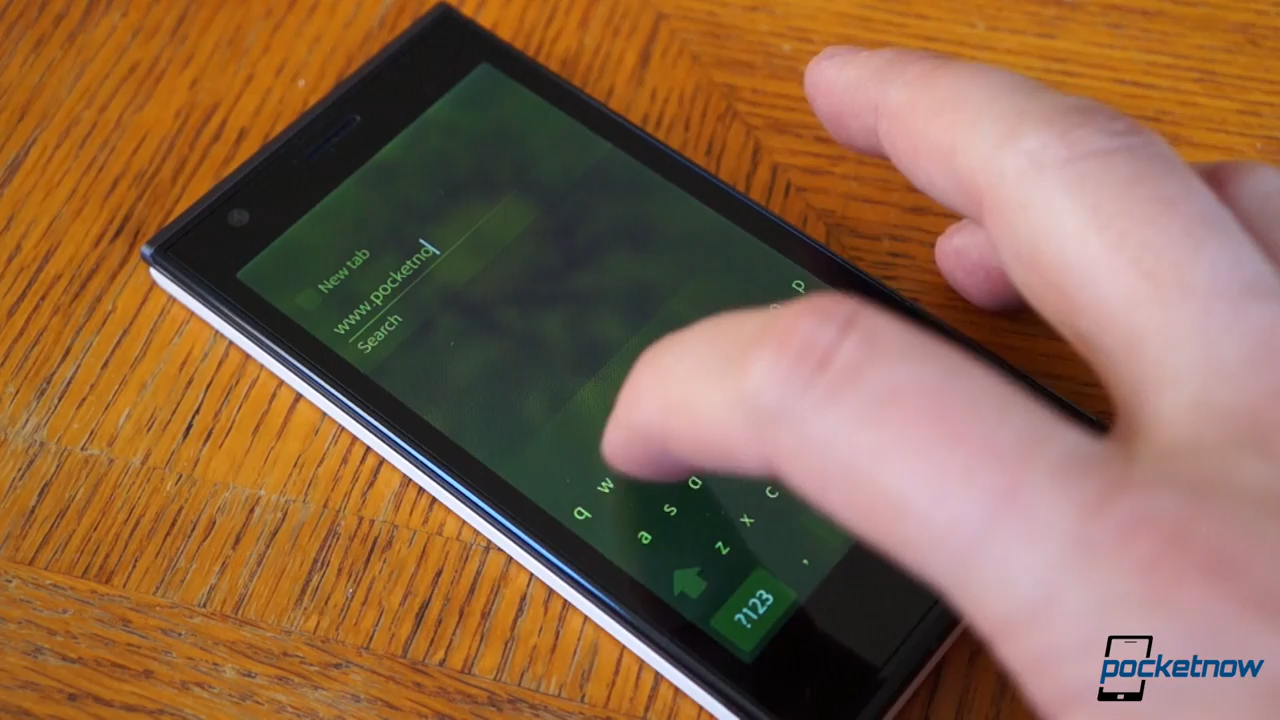 New tab
www.pocketno
Search
p
q w
a s d
z x c
?123 ,
pocketnow